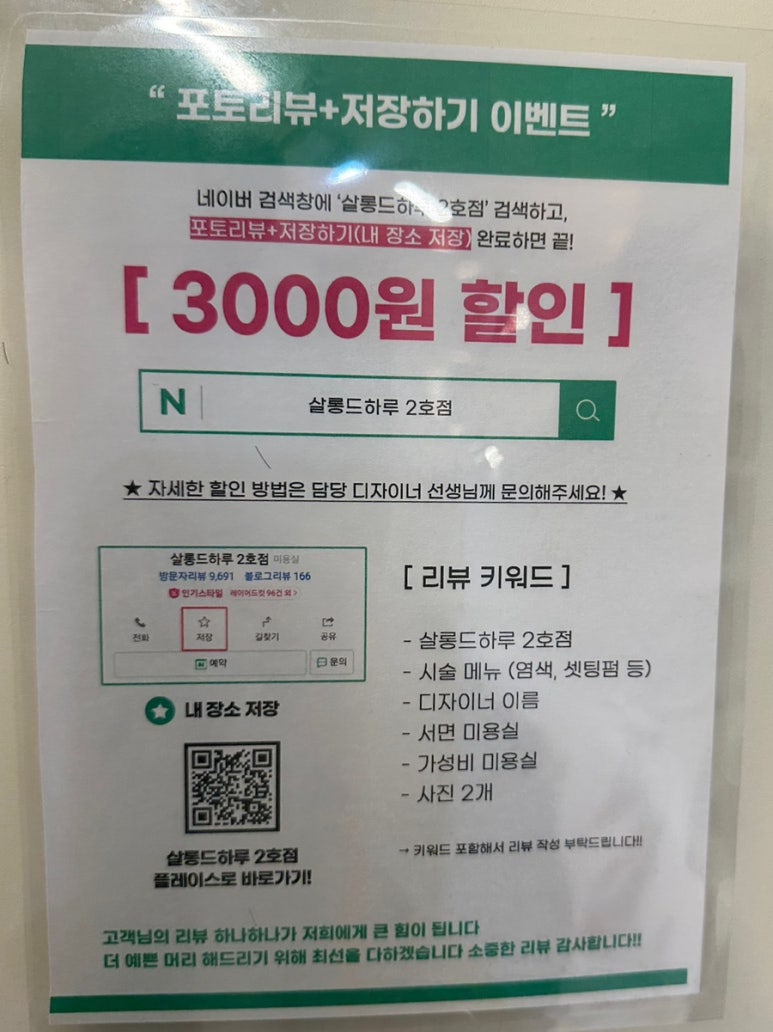 “ 포토리뷰+저장하기 이벤트 ”
네이버 검색창에 ‘살롱드하루 2호점’ 검색하고,
포토리뷰+저장하기(내 장소 저장) 완료하면 끝!
[ 3000원 할인 ]
N 살롱드하루 2호점
★ 자세한 할인 방법은 담당 디자이너 선생님께 문의해주세요! ★
살롱드하루 2호점 미용실
방문자리뷰 9,691 블로그리뷰 166
인기스타일 레이어드컷 96건 외 >
전화 저장 길찾기 공유
N 예약 문의
내 장소 저장
살롱드하루 2호점
플레이스로 바로가기!
[ 리뷰 키워드 ]
- 살롱드하루 2호점
- 시술 메뉴 (염색, 셋팅펌 등)
- 디자이너 이름
- 서면 미용실
- 가성비 미용실
- 사진 2개
→ 키워드 포함해서 리뷰 작성 부탁드립니다!!
고객님의 리뷰 하나하나가 저희에게 큰 힘이 됩니다
더 예쁜 머리 해드리기 위해 최선을 다하겠습니다 소중한 리뷰 감사합니다!!